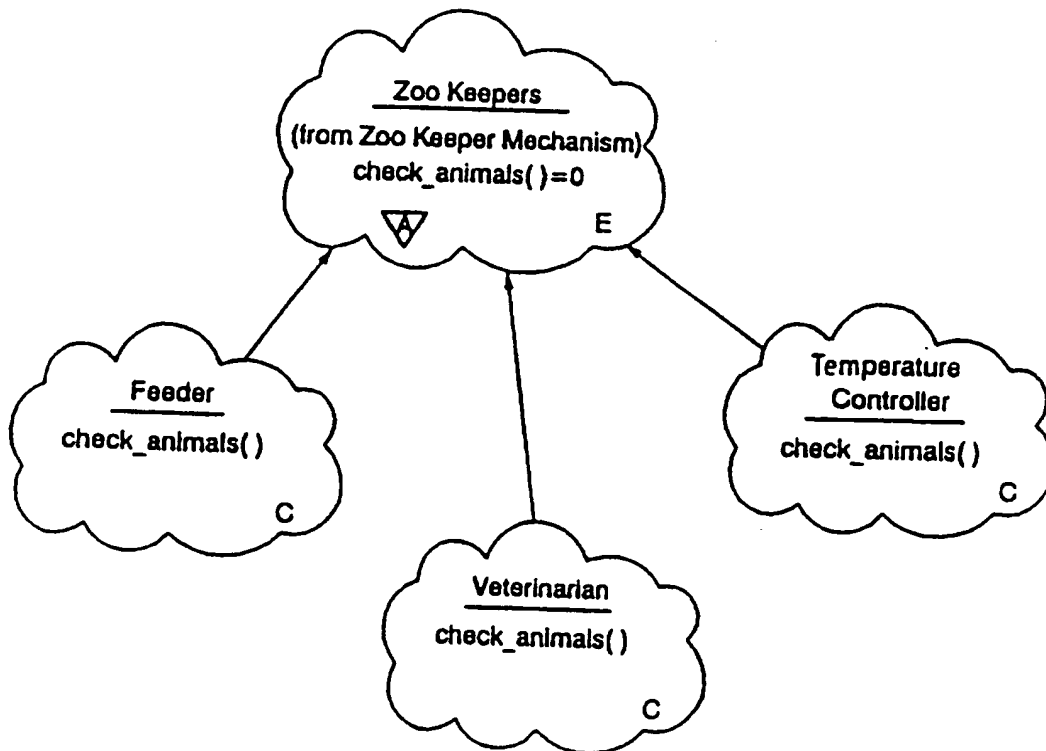 Zoo Keepers
(from Zoo Keeper Mechanism)
check_animals( )=0
A
E
Feeder
check_animals( )
C
Temperature
Controller
check_animals( )
C
Veterinarian
check_animals( )
C